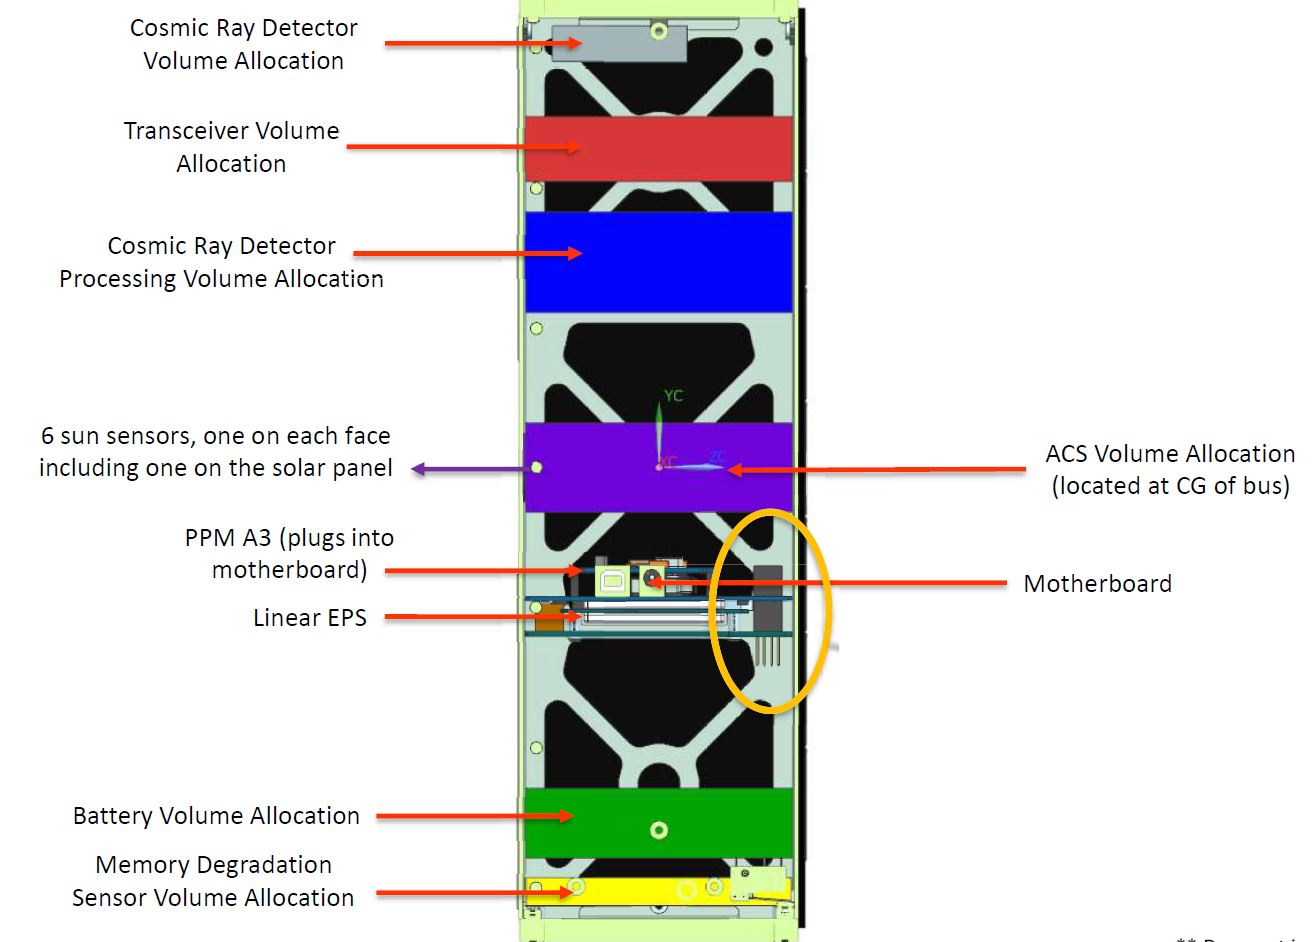 Cosmic Ray Detector
Volume Allocation
Transceiver Volume
Allocation
Cosmic Ray Detector
Processing Volume Allocation
YC
XC
ZC
6 sun sensors, one on each face
including one on the solar panel
ACS Volume Allocation
(located at CG of bus)
PPM A3 (plugs into
motherboard)
Motherboard
Linear EPS
Battery Volume Allocation
Memory Degradation
Sensor Volume Allocation